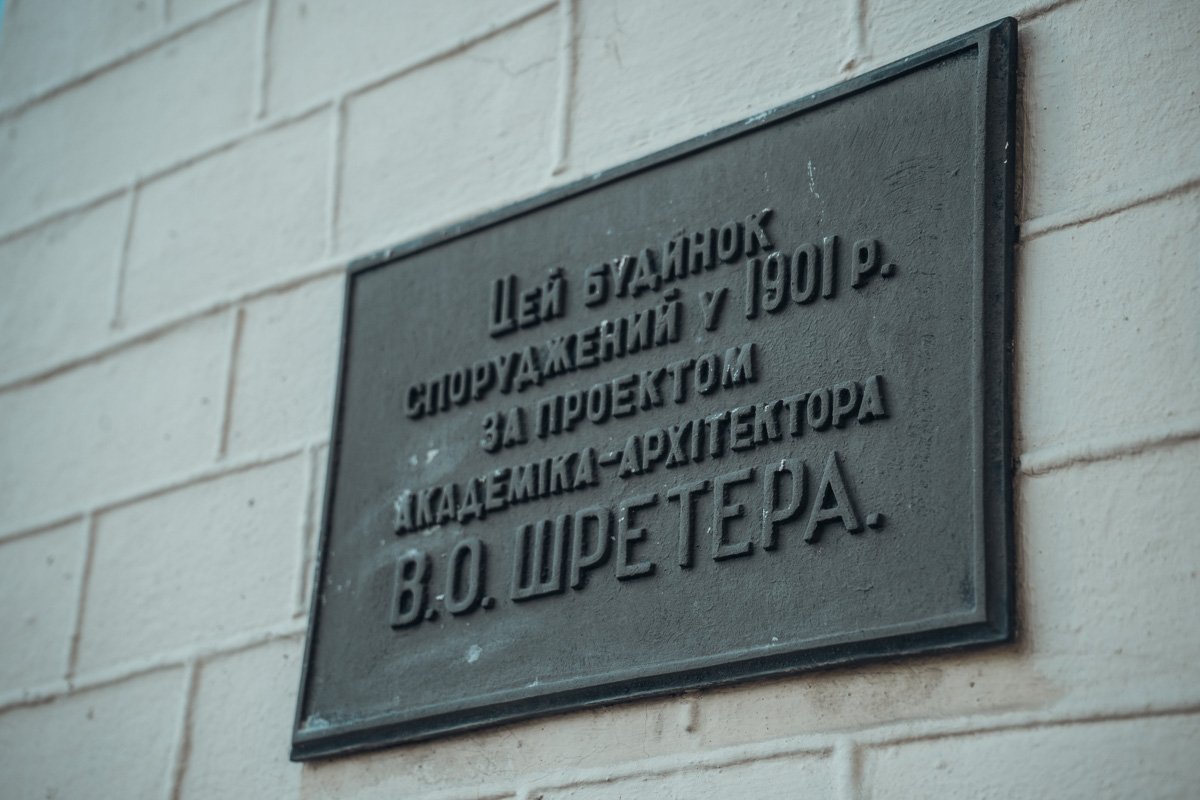 Цей будинок
споруджений у 1901 р.
за проектом
академіка-архітектора
В.О. Шретера.